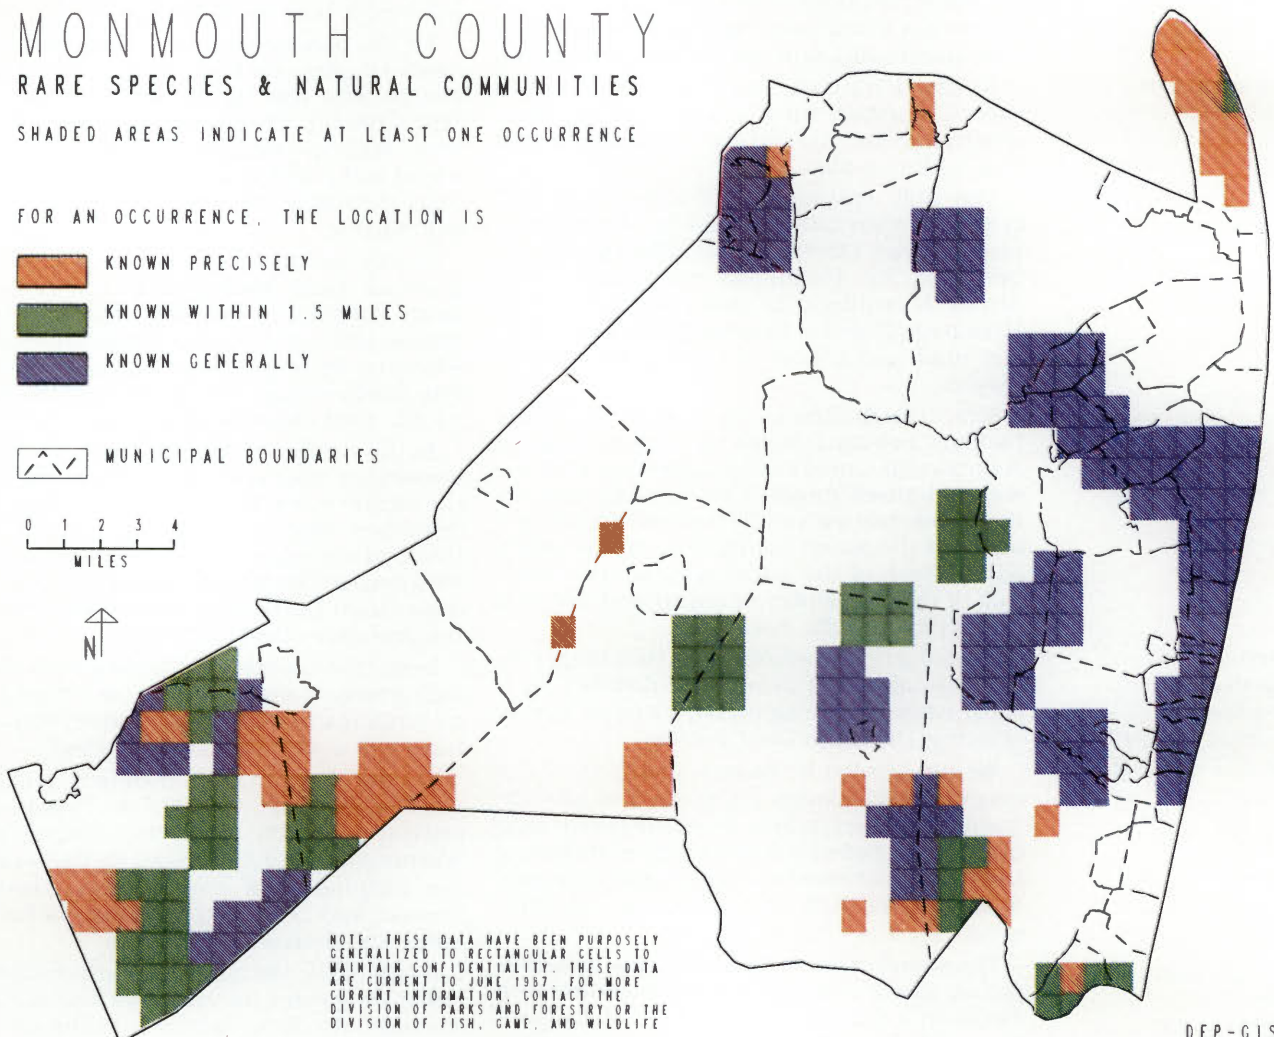 MONMOUTH COUNTY
RARE SPECIES & NATURAL COMMUNITIES
SHADED AREAS INDICATE AT LEAST ONE OCCURRENCE
FOR AN OCCURRENCE, THE LOCATION IS
KNOWN PRECISELY
KNOWN WITHIN 1.5 MILES
KNOWN GENERALLY
MUNICIPAL BOUNDARIES
0 1 2 3 4
MILES
N
NOTE: THESE DATA HAVE BEEN PURPOSELY
GENERALIZED TO RECTANGULAR CELLS TO
MAINTAIN CONFIDENTIALITY. THESE DATA
ARE CURRENT TO JUNE 1987. FOR MORE
CURRENT INFORMATION, CONTACT THE
DIVISION OF PARKS AND FORESTRY OR THE
DIVISION OF FISH, GAME, AND WILDLIFE
DEP-GIS